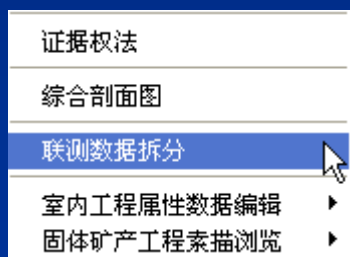 证据权法
综合剖面图
联测数据拆分
室内工程属性数据编辑
固体矿产工程素描浏览